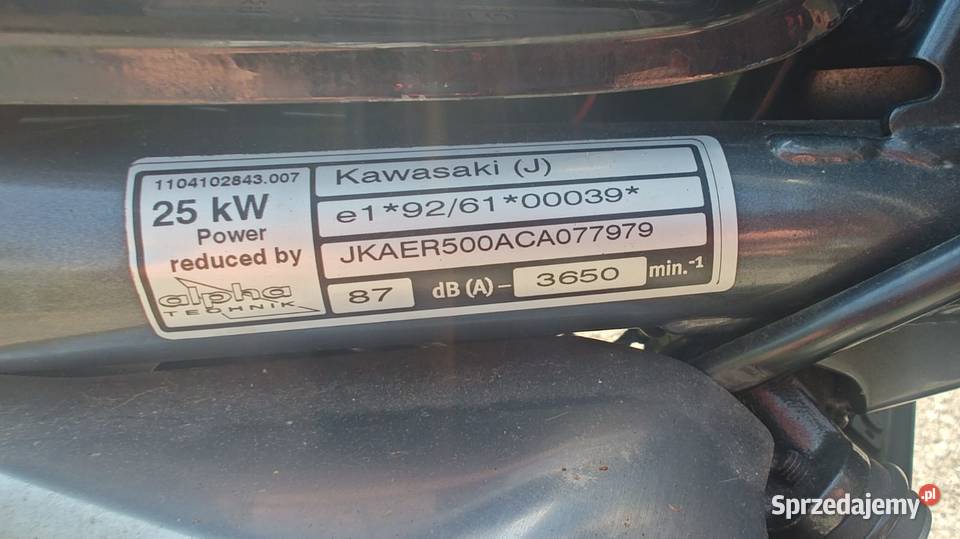 1104102843.007
25 kW
Power
reduced by
alpha
TECHNIK
Kawasaki (J)
e1*92/61*00039*
JKAER500ACA077979
87 dB (A) – 3650 min.-1
Sprzedajemy.pl